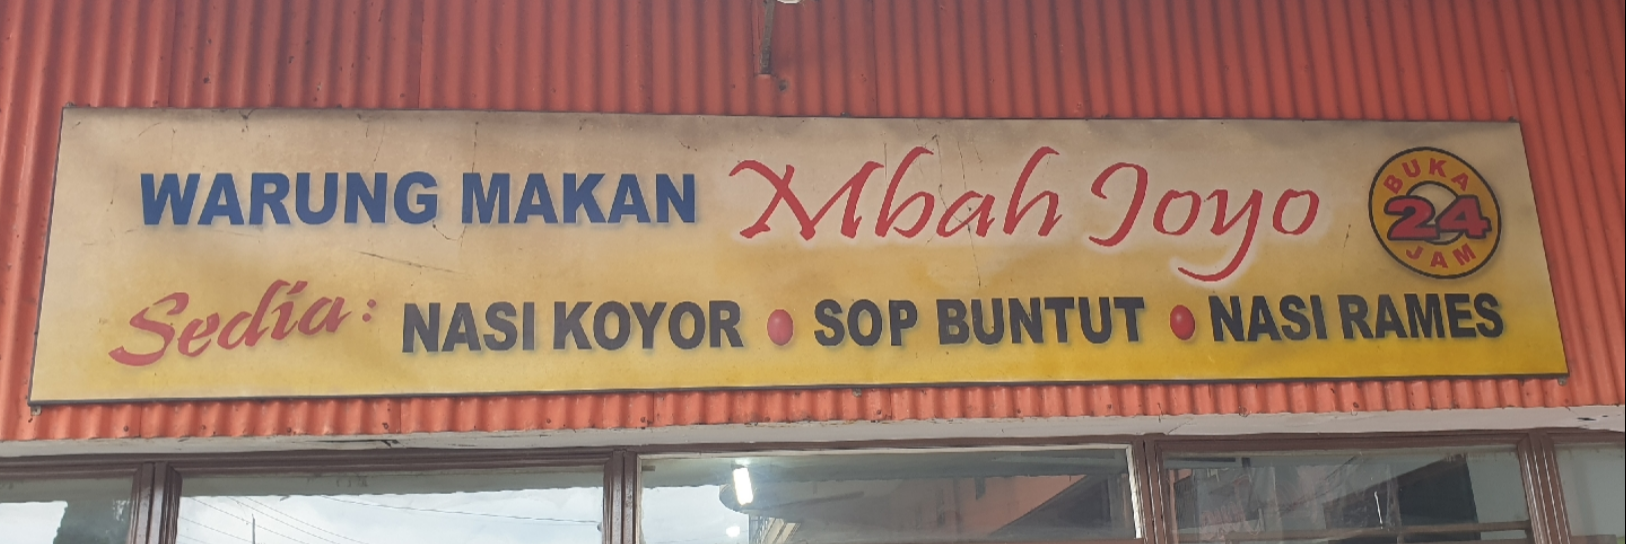 WARUNG MAKAN Mbah Joyo
BUKA
24
JAM
Sedia: NASI KOYOR • SOP BUNTUT • NASI RAMES